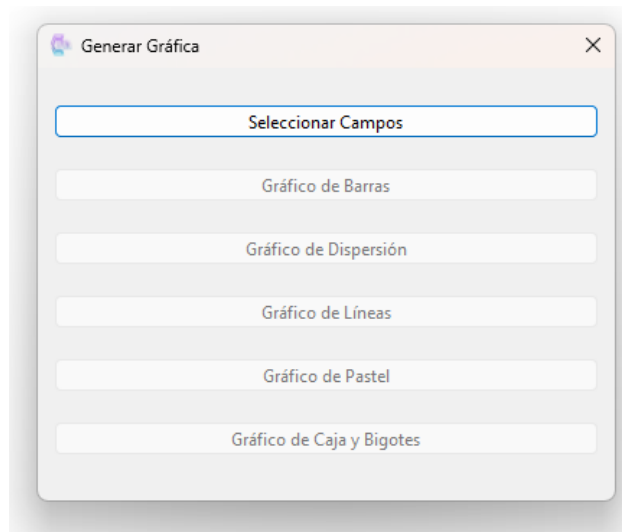 Generar Gráfica
Seleccionar Campos
Gráfico de Barras
Gráfico de Dispersión
Gráfico de Líneas
Gráfico de Pastel
Gráfico de Caja y Bigotes